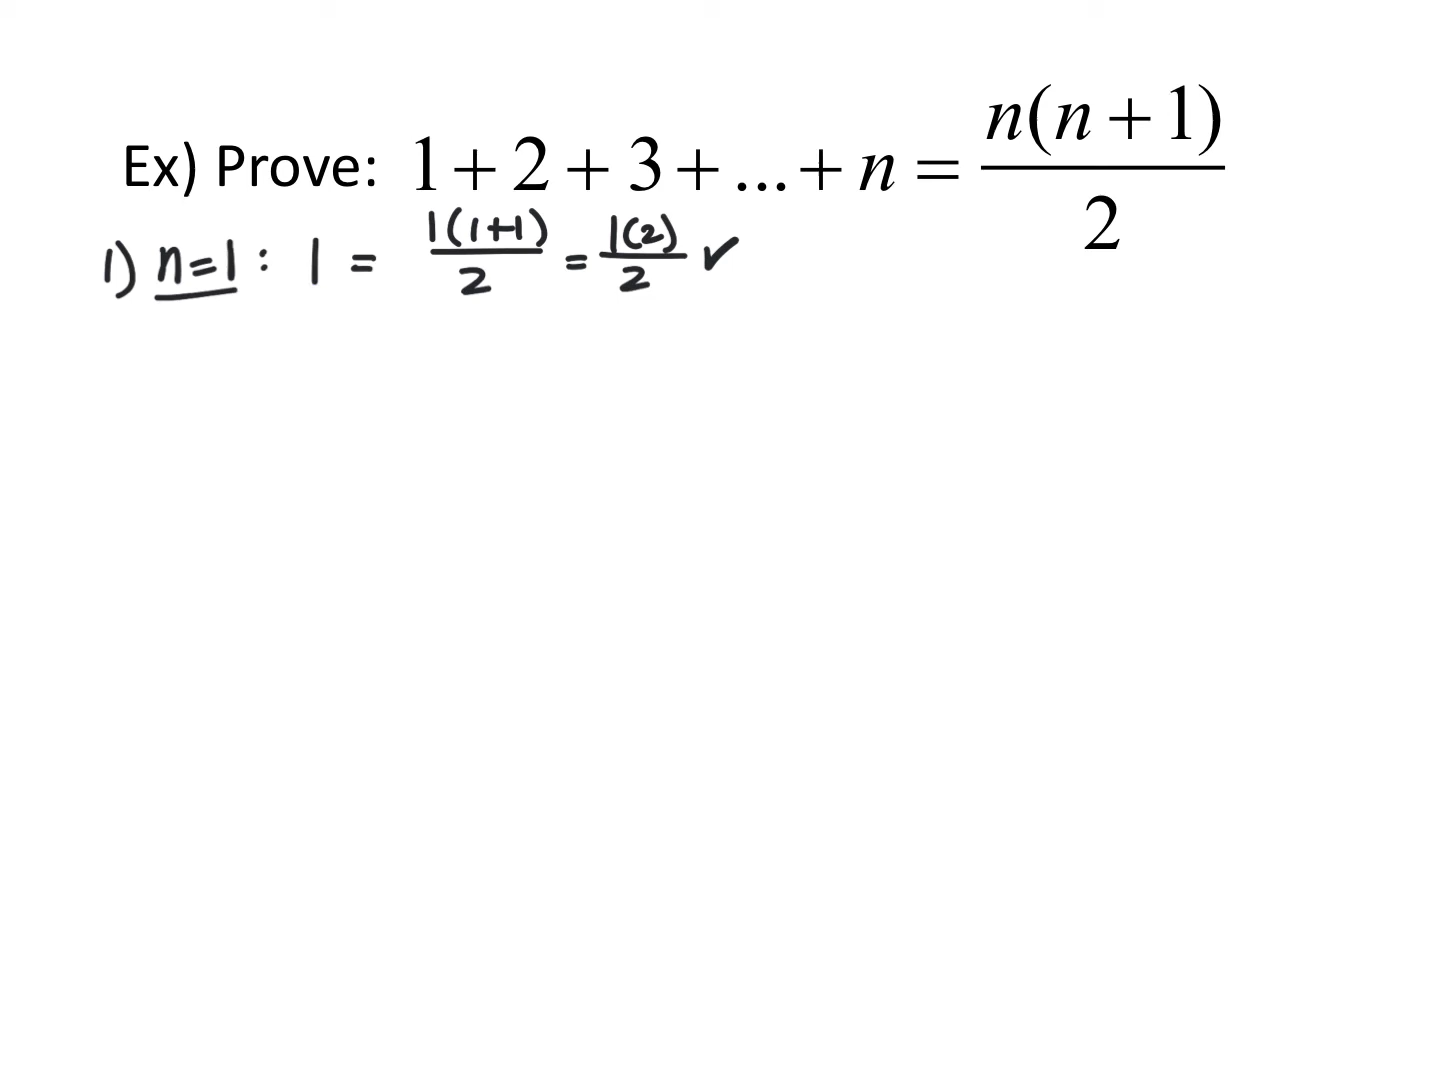 Ex) Prove: 1 + 2 + 3 + ... + n = n(n + 1)/2
1) n=1 : 1 = 1(1+1)/2 = 1(2)/2 ✓